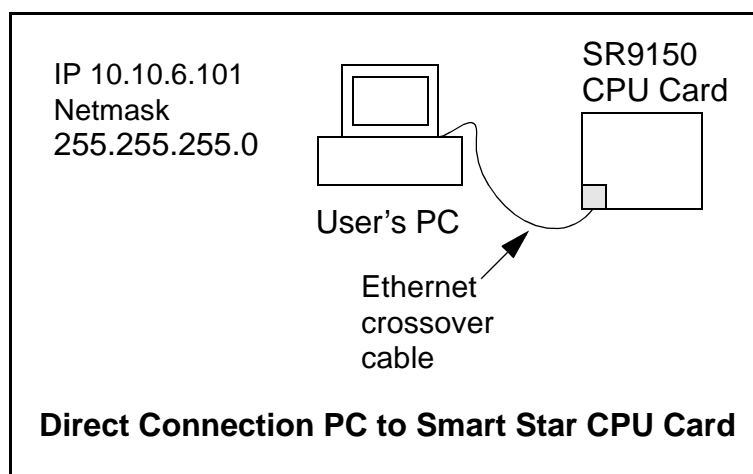 IP 10.10.6.101
Netmask
255.255.255.0
SR9150
CPU Card
User's PC
Ethernet
crossover
cable
Direct Connection PC to Smart Star CPU Card